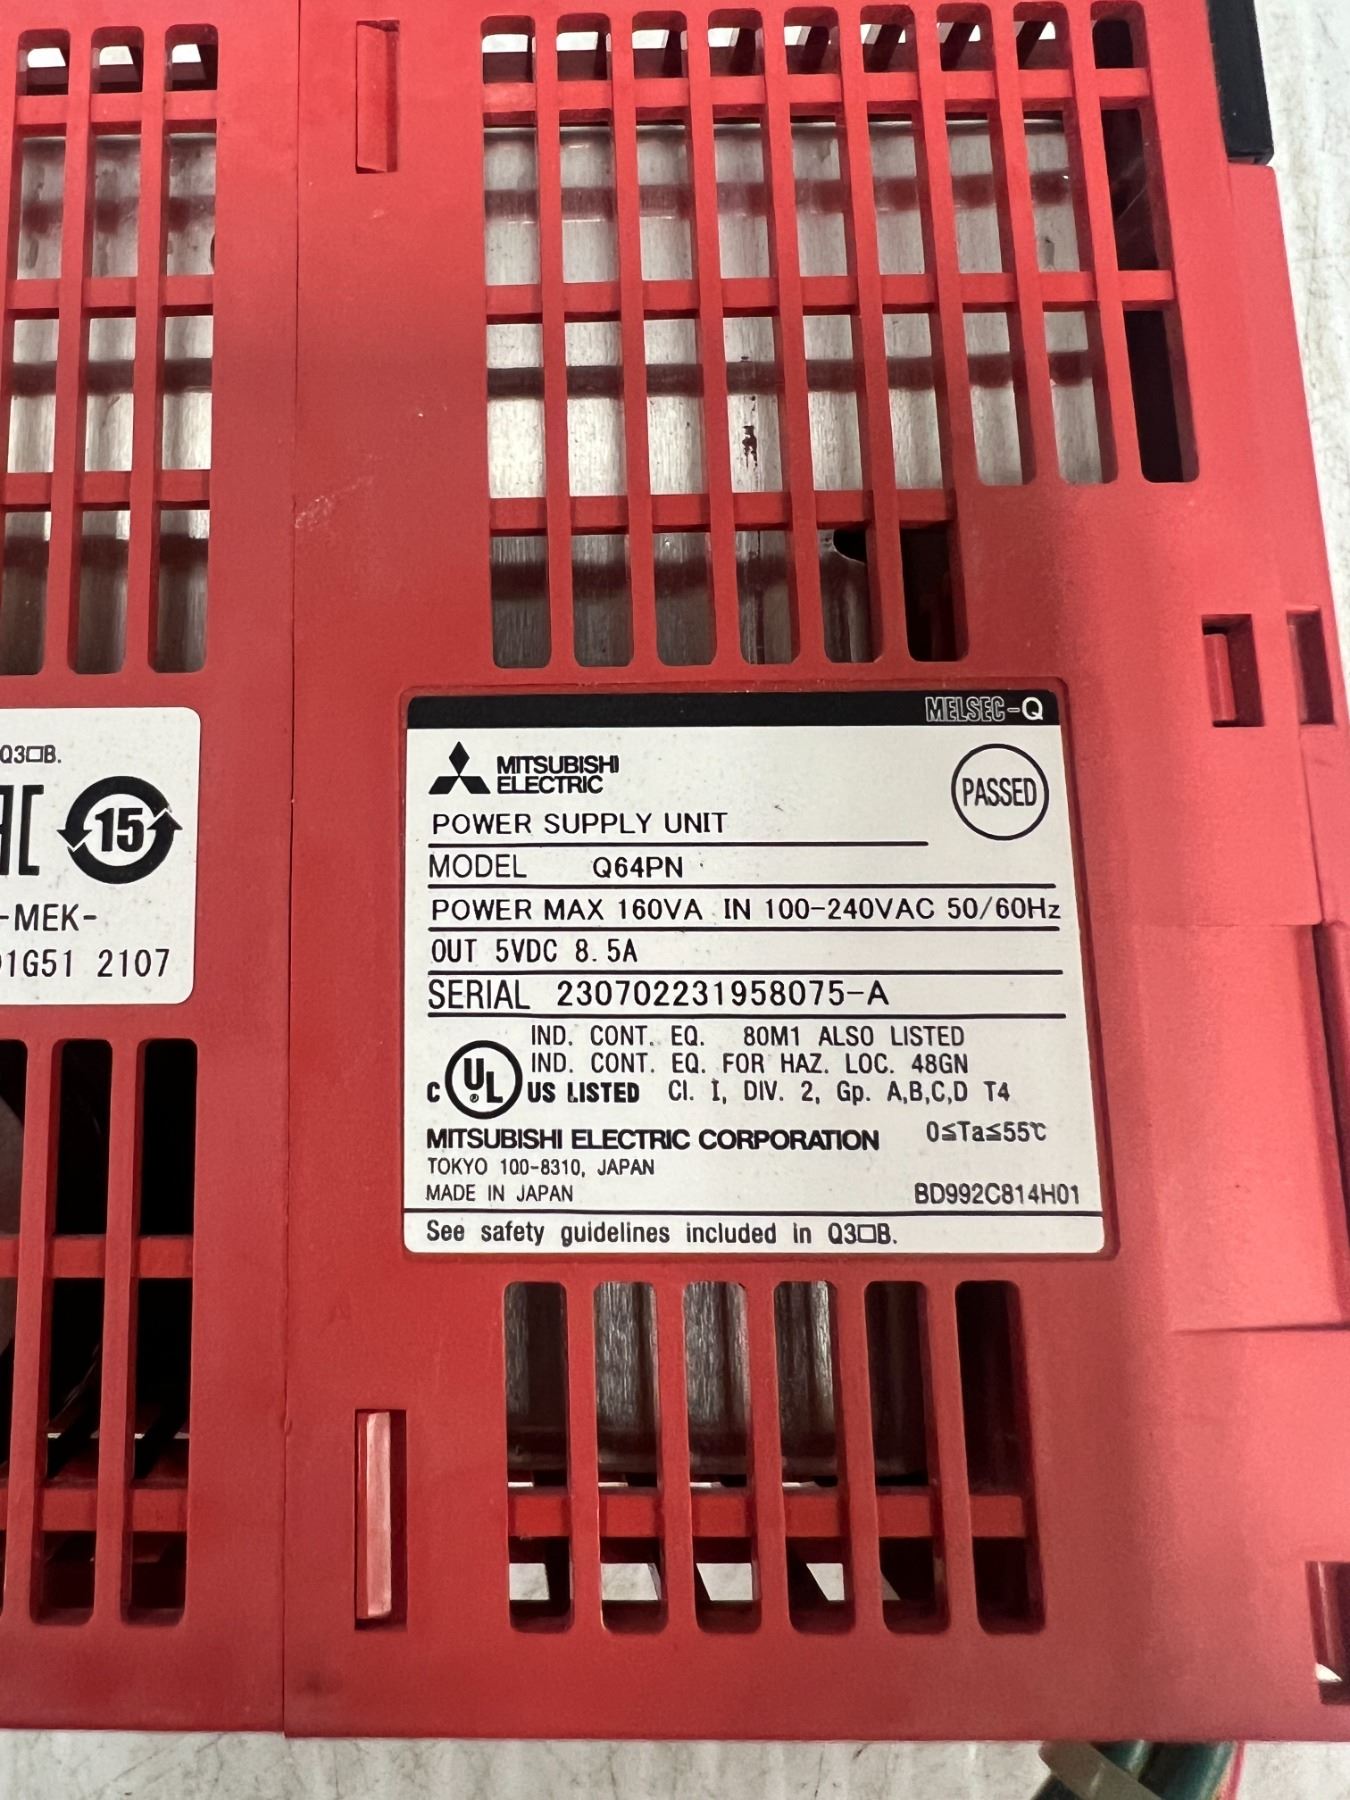 Q3□B.
15
-MEK-
1G51 2107
MELSEC-Q
MITSUBISHI
ELECTRIC
PASSED
POWER SUPPLY UNIT
MODEL Q64PN
POWER MAX 160VA IN 100-240VAC 50/60Hz
OUT 5VDC 8.5A
SERIAL 230702231958075-A
IND. CONT. EQ. 80M1 ALSO LISTED
IND. CONT. EQ. FOR HAZ. LOC. 48GN
C UL ® US LISTED Cl. I, DIV. 2, Gp. A,B,C,D T4
MITSUBISHI ELECTRIC CORPORATION 0≤Ta≤55℃
TOKYO 100-8310, JAPAN
MADE IN JAPAN BD992C814H01
See safety guidelines included in Q3□B.